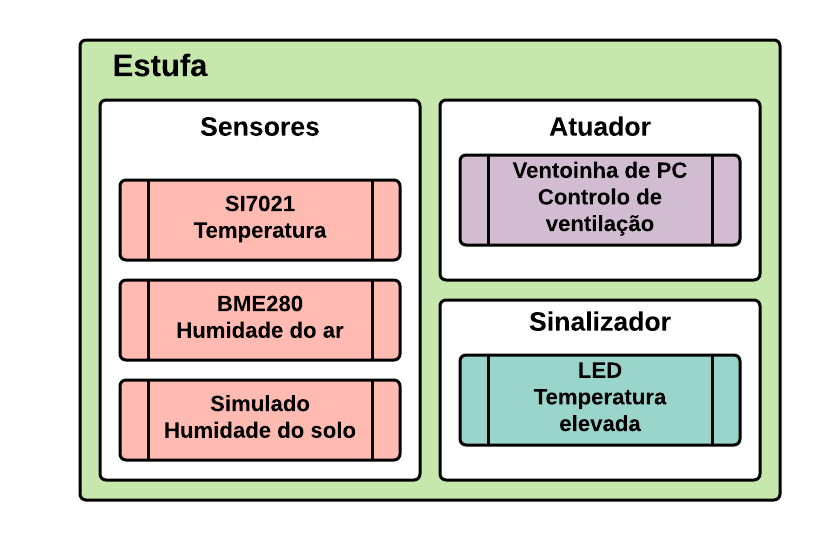 Estufa
Sensores
SI7021
Temperatura
BME280
Humidade do ar
Simulado
Humidade do solo
Atuador
Ventoinha de PC
Controlo de
ventilação
Sinalizador
LED
Temperatura
elevada